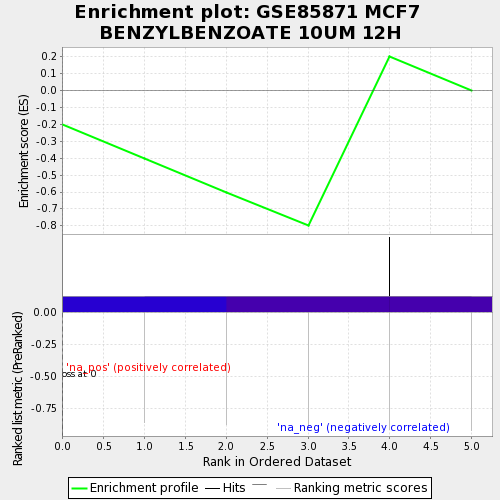 Enrichment plot: GSE85871 MCF7
BENZYLBENZOATE 10UM 12H
Enrichment score (ES)
0.2
0.1
0.0
-0.1
-0.2
-0.3
-0.4
-0.5
-0.6
-0.7
-0.8
Ranked list metric (PreRanked)
0.00
-0.25
-0.50
-0.75
'na_pos' (positively correlated)
oss at 0
'na_neg' (negatively correlated)
0.0 0.5 1.0 1.5 2.0 2.5 3.0 3.5 4.0 4.5 5.0
Rank in Ordered Dataset
Enrichment profile Hits Ranking metric scores